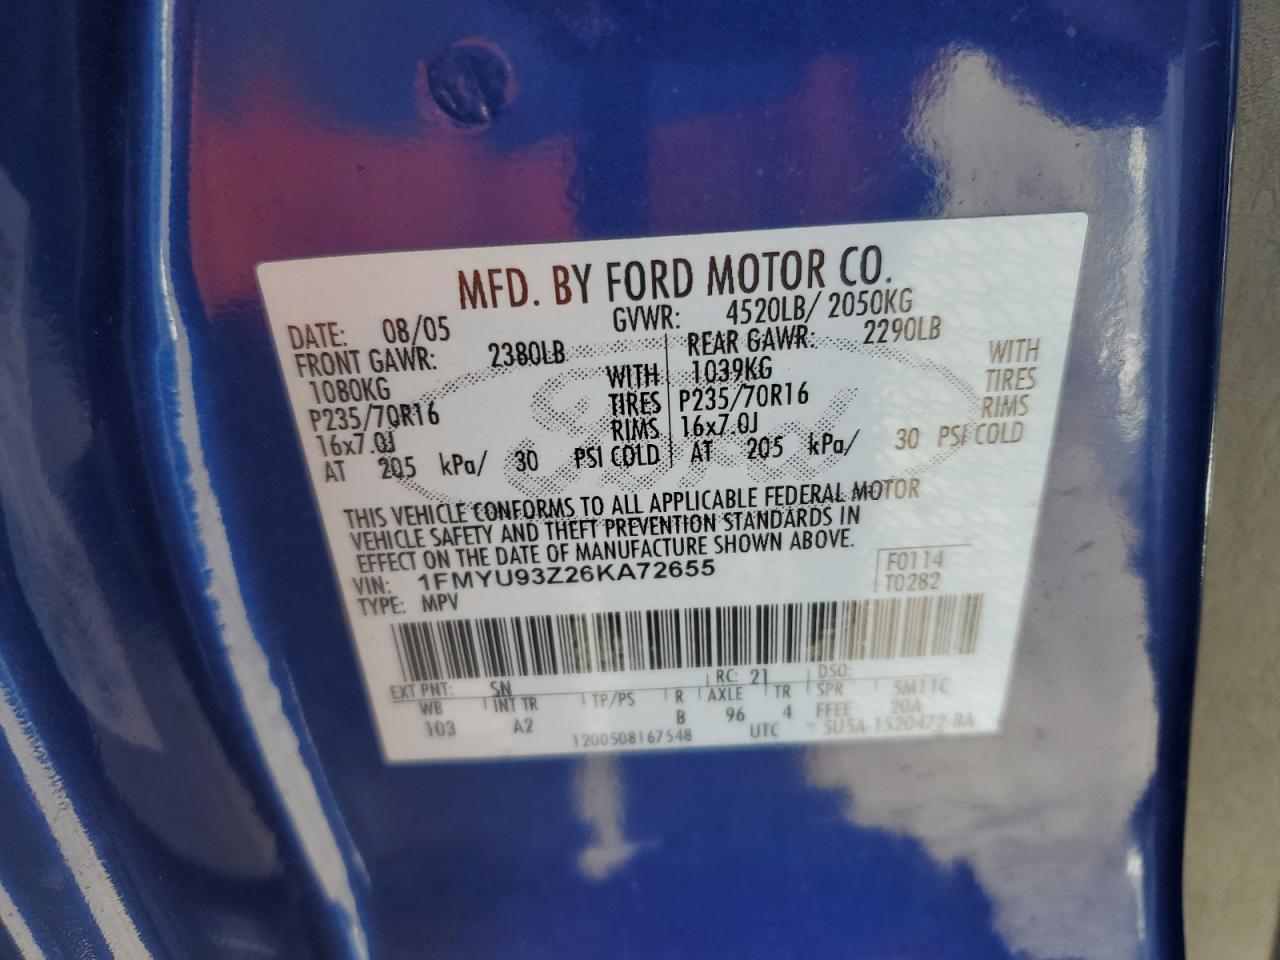 MFD. BY FORD MOTOR CO.
DATE: 08/05 GVWR: 4520LB/ 2050KG
FRONT GAWR: 2380LB REAR GAWR: 2290LB
1080KG WITH 1039KG WITH
P235/70R16 TIRES P235/70R16 TIRES
16x7.0J RIMS 16x7.0J RIMS
AT 205 kPa/ 30 PSI COLD AT 205 kPa/ 30 PSI COLD
THIS VEHICLE CONFORMS TO ALL APPLICABLE FEDERAL MOTOR
VEHICLE SAFETY AND THEFT PREVENTION STANDARDS IN
EFFECT ON THE DATE OF MANUFACTURE SHOWN ABOVE.
VIN: 1FMYU93Z26KA72655 F0114
TYPE: MPV T0282
EXT PNT: SN RC: 21 DSO:
WB INT TR TP/PS R AXLE TR SPR 5M11C
103 A2 B 96 4 FFEE 20A
1200508167548 UTC 5U5A-1520472-BA